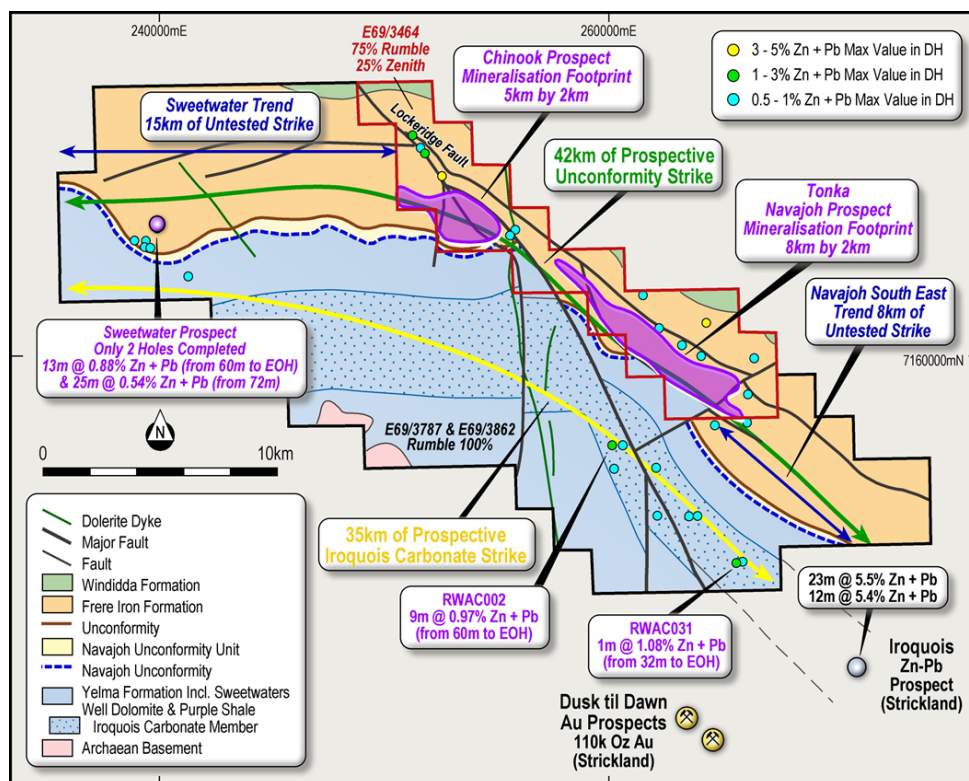 240000mE
260000mE
E69/3464
75% Rumble
25% Zenith
Chinook Prospect
Mineralisation Footprint
5km by 2km
3 - 5% Zn + Pb Max Value in DH
1 - 3% Zn + Pb Max Value in DH
0.5 - 1% Zn + Pb Max Value in DH
Sweetwater Trend
15km of Untested Strike
Lockeridge Fault
42km of Prospective
Unconformity Strike
Tonka
Navajoh Prospect
Mineralisation Footprint
8km by 2km
Navajoh South East
Trend 8km of
Untested Strike
Sweetwater Prospect
Only 2 Holes Completed
13m @ 0.88% Zn + Pb (from 60m to EOH)
& 25m @ 0.54% Zn + Pb (from 72m)
7160000mN
N
0
10km
E69/3787 & E69/3862
Rumble 100%
Dolerite Dyke
Major Fault
Fault
Windidda Formation
Frere Iron Formation
Unconformity
Navajoh Unconformity Unit
Navajoh Unconformity
Yelma Formation Incl. Sweetwaters
Well Dolomite & Purple Shale
Iroquois Carbonate Member
Archaean Basement
35km of Prospective
Iroquois Carbonate Strike
RWAC002
9m @ 0.97% Zn + Pb
(from 60m to EOH)
RWAC031
1m @ 1.08% Zn + Pb
(from 32m to EOH)
23m @ 5.5% Zn + Pb
12m @ 5.4% Zn + Pb
Iroquois
Zn-Pb
Prospect
(Strickland)
Dusk til Dawn
Au Prospects
110k Oz Au
(Strickland)